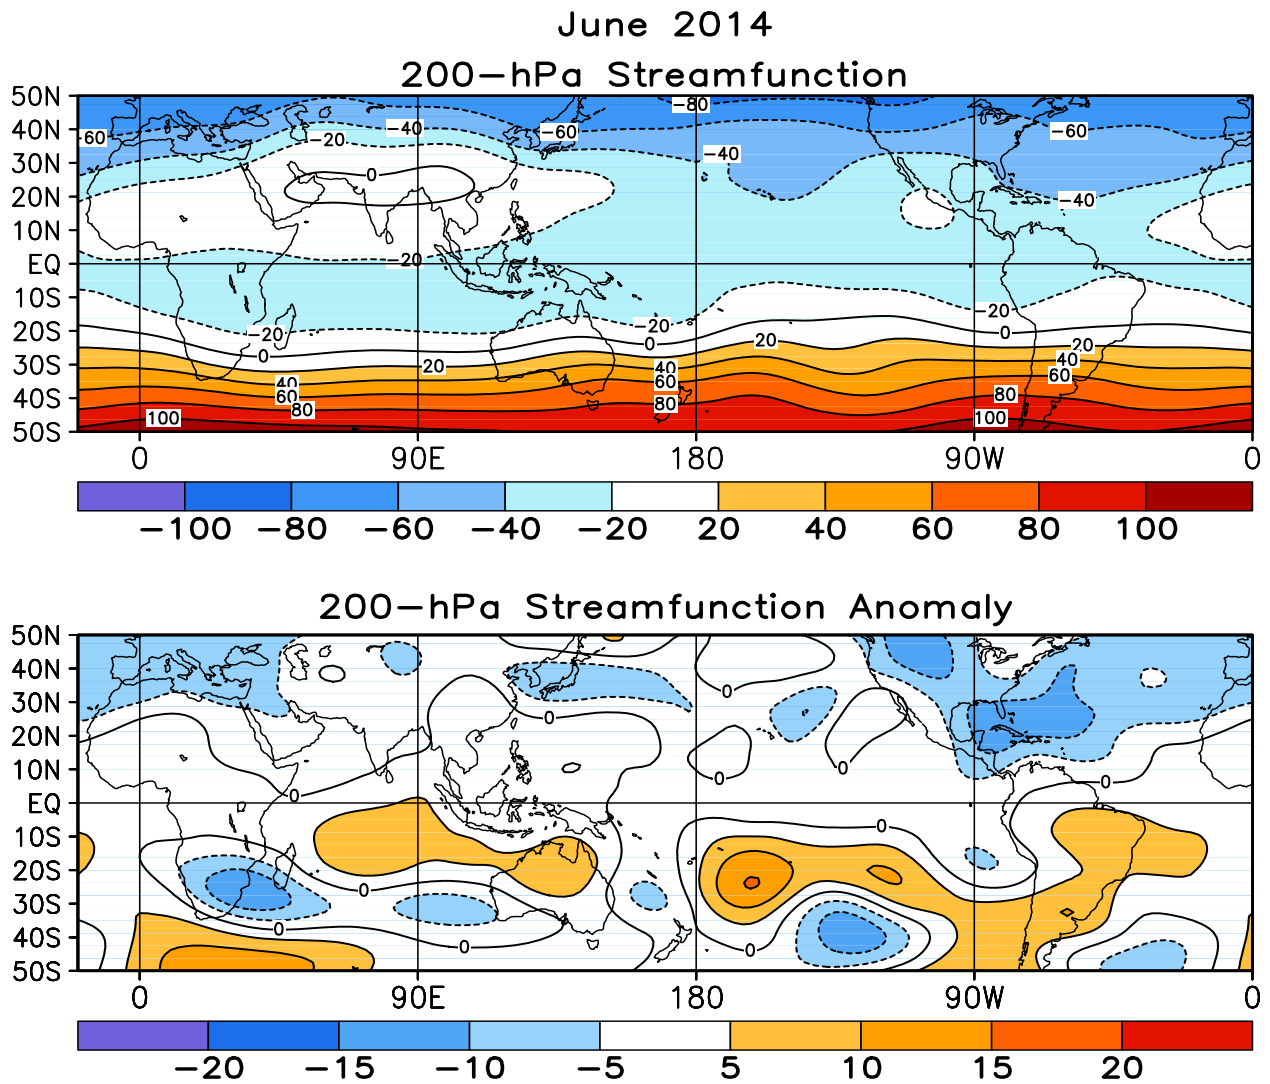 June 2014
200-hPa Streamfunction
50N
40N
30N
20N
10N
EQ
10S
20S
30S
40S
50S
-80
-60
-40
-60
-60
-20
-40
0
-40
-20
-20
-20
-20
0
0
0
20
20
20
40
40
40
60
60
60
80
80
80
100
100
0 90E 180 90W 0
-100 -80 -60 -40 -20 20 40 60 80 100
200-hPa Streamfunction Anomaly
50N
40N
30N
20N
10N
EQ
10S
20S
30S
40S
50S
0
0
0
0
0
0
0
0
0
0
0
0 90E 180 90W 0
-20 -15 -10 -5 5 10 15 20